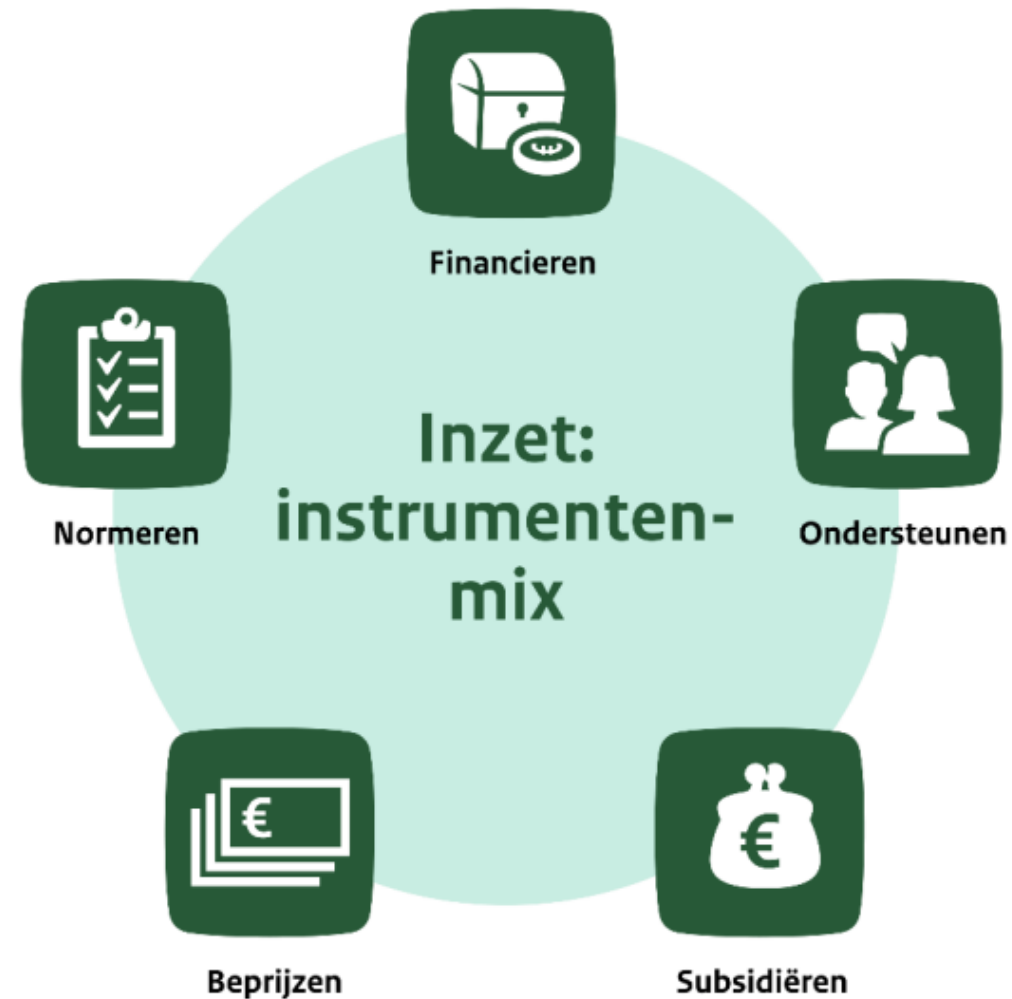 Financieren
Normeren
Inzet:
instrumenten-
mix
Ondersteunen
€
Beprijzen
€
Subsidiëren